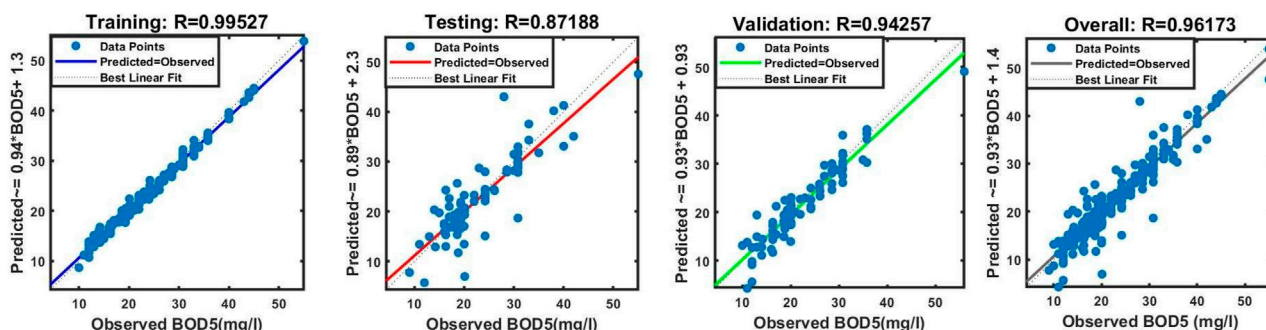 Training: R=0.99527
Predicted~= 0.94*BOD5+ 1.3
50
40
30
20
10
Data Points
Predicted=Observed
Best Linear Fit
10 20 30 40 50
Observed BOD5(mg/l)
Testing: R=0.87188
Predicted~= 0.89*BOD5 + 2.3
50
40
30
20
10
Data Points
Predicted=Observed
Best Linear Fit
10 20 30 40 50
Observed BOD5(mg/l)
Validation: R=0.94257
Predicted ~= 0.93*BOD5 + 0.93
50
40
30
20
10
Data Points
Predicted=Observed
Best Linear Fit
10 20 30 40 50
Observed BOD5(mg/l)
Overall: R=0.96173
Predicted ~= 0.93*BOD5 + 1.4
50
40
30
20
10
Data Points
Predicted=Observed
Best Linear Fit
10 20 30 40 50
Observed BOD5(mg/l)